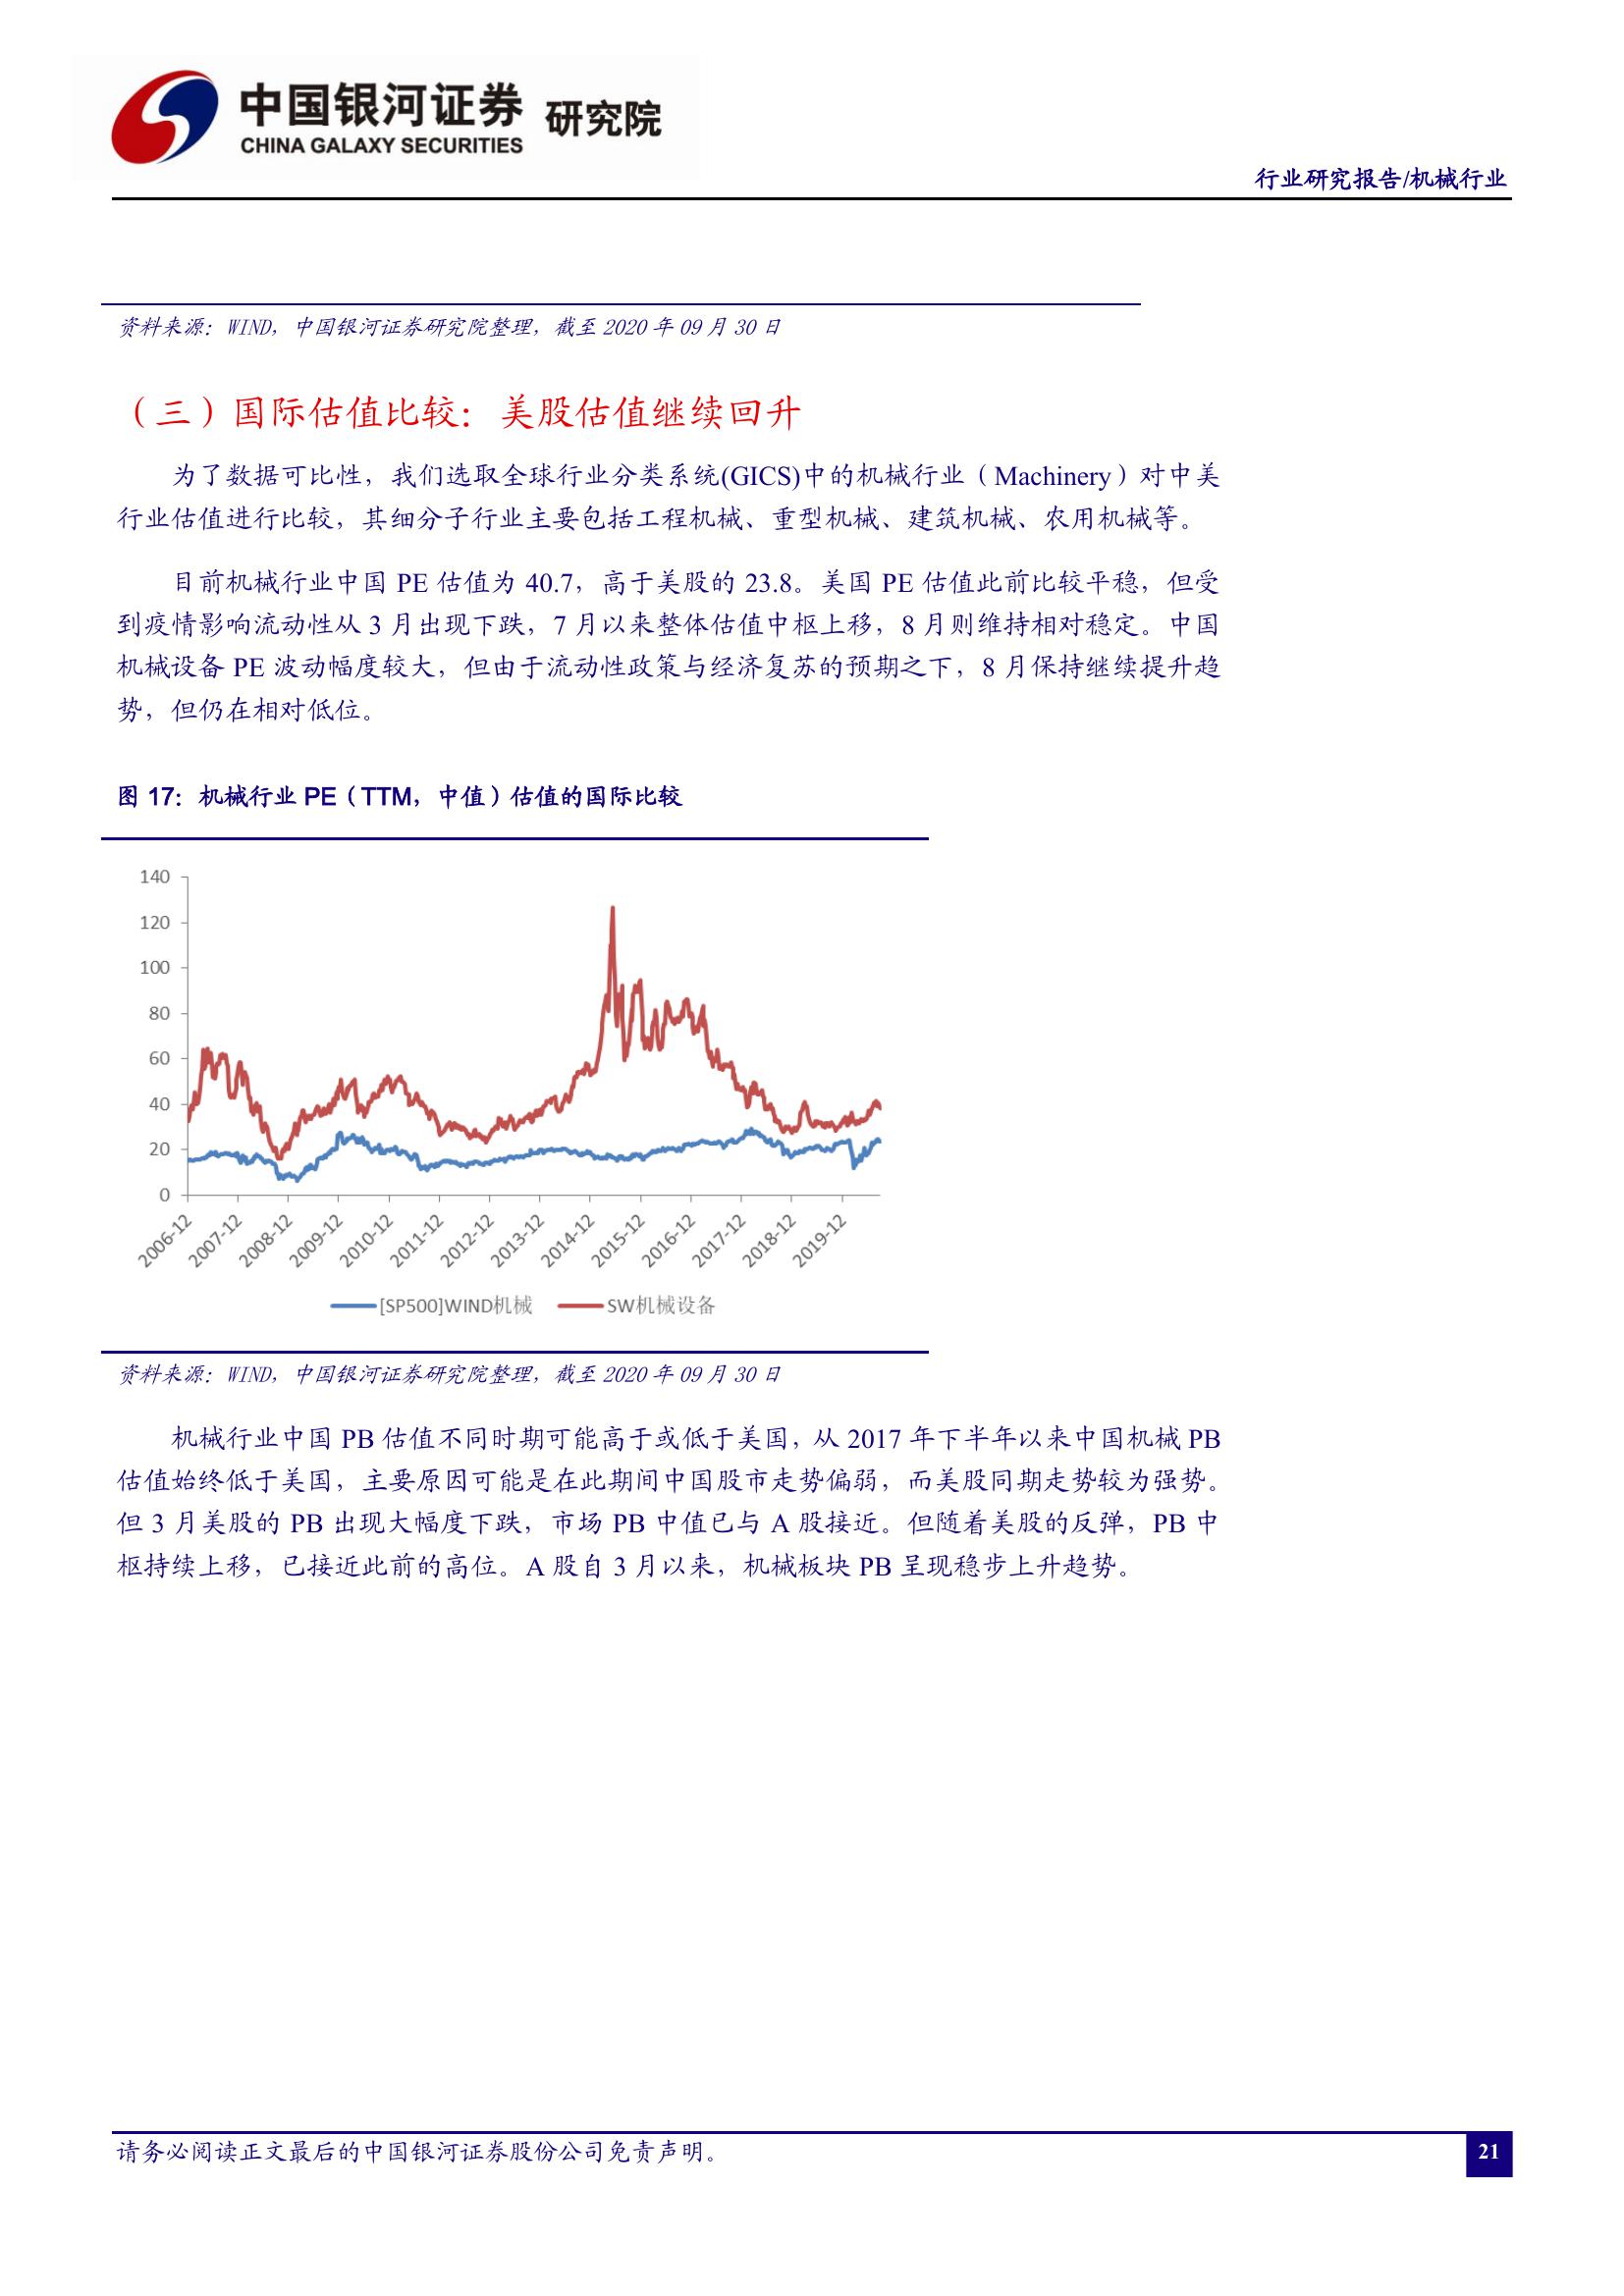 中国银河证券 研究院
CHINA GALAXY SECURITIES
行业研究报告/机械行业
资料来源：WIND，中国银河证券研究院整理，截至 2020 年 09 月 30 日
（三）国际估值比较：美股估值继续回升
为了数据可比性，我们选取全球行业分类系统(GICS)中的机械行业（Machinery）对中美
行业估值进行比较，其细分子行业主要包括工程机械、重型机械、建筑机械、农用机械等。
目前机械行业中国 PE 估值为 40.7，高于美股的 23.8。美国 PE 估值此前比较平稳，但受
到疫情影响流动性从 3 月出现下跌，7 月以来整体估值中枢上移，8 月则维持相对稳定。中国
机械设备 PE 波动幅度较大，但由于流动性政策与经济复苏的预期之下，8 月保持继续提升趋
势，但仍在相对低位。
图 17：机械行业 PE（TTM，中值）估值的国际比较
140
120
100
80
60
40
20
0
2006-12
2007-12
2008-12
2009-12
2010-12
2011-12
2012-12
2013-12
2014-12
2015-12
2016-12
2017-12
2018-12
2019-12
[SP500]WIND机械
SW机械设备
资料来源：WIND，中国银河证券研究院整理，截至 2020 年 09 月 30 日
机械行业中国 PB 估值不同时期可能高于或低于美国，从 2017 年下半年以来中国机械 PB
估值始终低于美国，主要原因可能是在此期间中国股市走势偏弱，而美股同期走势较为强势。
但 3 月美股的 PB 出现大幅度下跌，市场 PB 中值已与 A 股接近。但随着美股的反弹，PB 中
枢持续上移，已接近此前的高位。A 股自 3 月以来，机械板块 PB 呈现稳步上升趋势。
请务必阅读正文最后的中国银河证券股份公司免责声明。
21